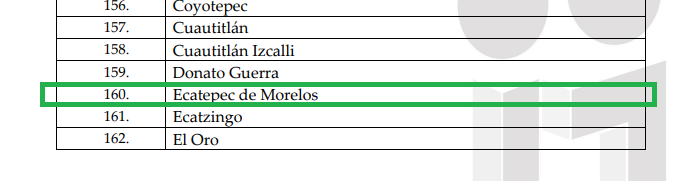 156. Coyotepec
157. Cuautitlán
158. Cuautitlán Izcalli
159. Donato Guerra
160. Ecatepec de Morelos
161. Ecatzingo
162. El Oro